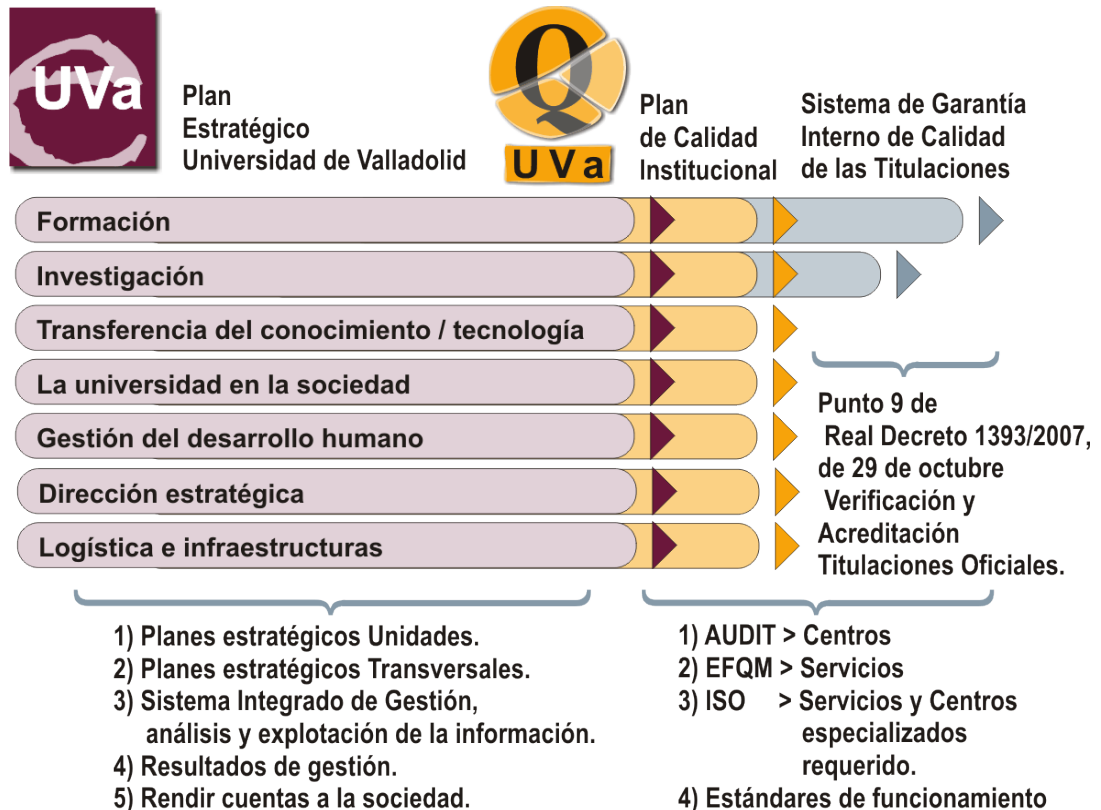 UVa
Plan
Estratégico
Universidad de Valladolid
Q
UVa
Plan
de Calidad
Institucional
Sistema de Garantía
Interno de Calidad
de las Titulaciones
Formación
Investigación
Transferencia del conocimiento / tecnología
La universidad en la sociedad
Gestión del desarrollo humano
Dirección estratégica
Logística e infraestructuras
Punto 9 de
Real Decreto 1393/2007,
de 29 de octubre
Verificación y
Acreditación
Titulaciones Oficiales.
1) Planes estratégicos Unidades.
2) Planes estratégicos Transversales.
3) Sistema Integrado de Gestión,
análisis y explotación de la información.
4) Resultados de gestión.
5) Rendir cuentas a la sociedad.
1) AUDIT > Centros
2) EFQM > Servicios
3) ISO > Servicios y Centros
especializados
requerido.
4) Estándares de funcionamiento